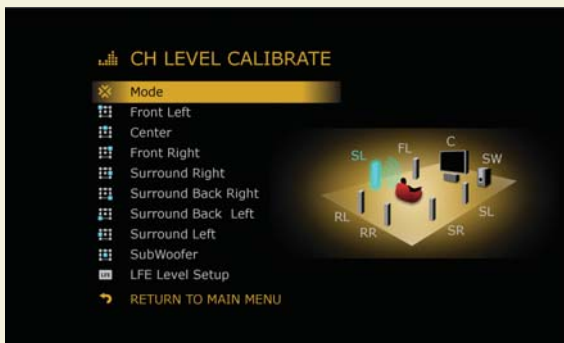 CH LEVEL CALIBRATE
Mode
Front Left
Center
Front Right
Surround Right
Surround Back Right
Surround Back Left
Surround Left
SubWoofer
LFE LFE Level Setup
RETURN TO MAIN MENU
SL FL C SW
RL RR SR SL